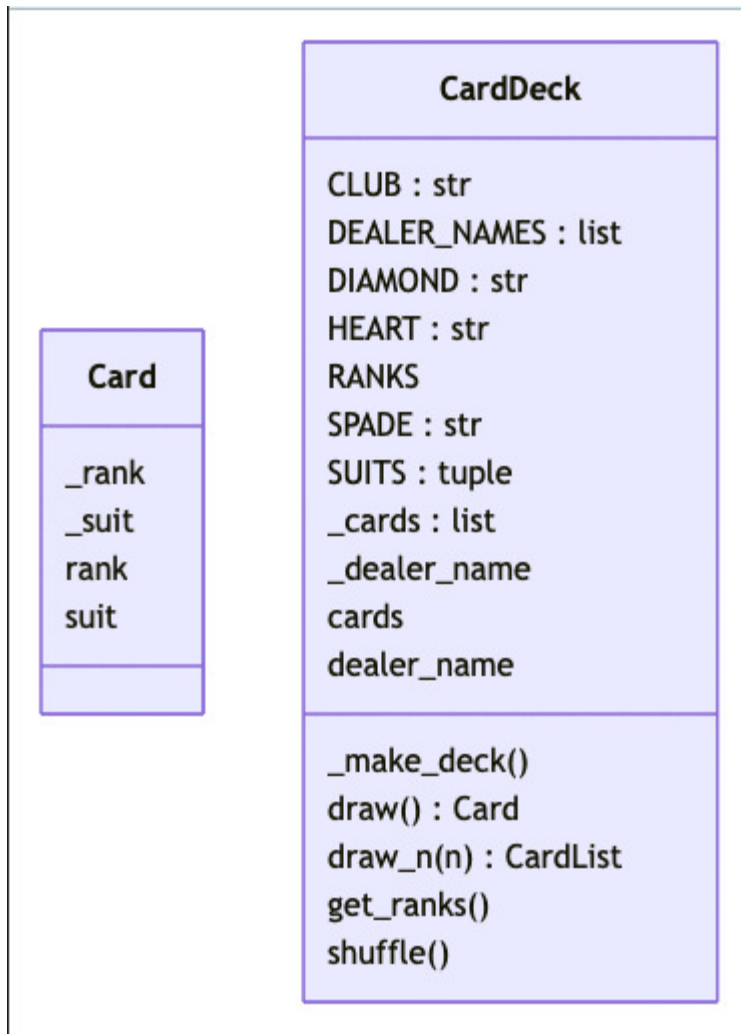 Card
_rank
_suit
rank
suit
CardDeck
CLUB : str
DEALER_NAMES : list
DIAMOND : str
HEART : str
RANKS
SPADE : str
SUITS : tuple
_cards : list
_dealer_name
cards
dealer_name
_make_deck()
draw() : Card
draw_n(n) : CardList
get_ranks()
shuffle()